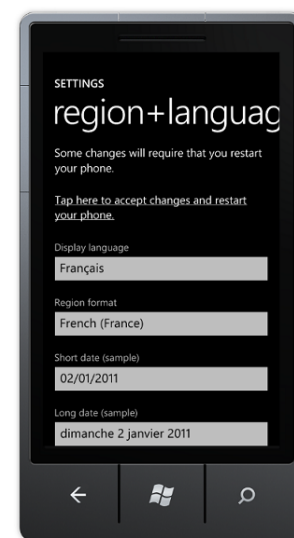 SETTINGS
region+languag
Some changes will require that you restart
your phone.
Tap here to accept changes and restart
your phone.
Display language
Français
Region format
French (France)
Short date (sample)
02/01/2011
Long date (sample)
dimanche 2 janvier 2011